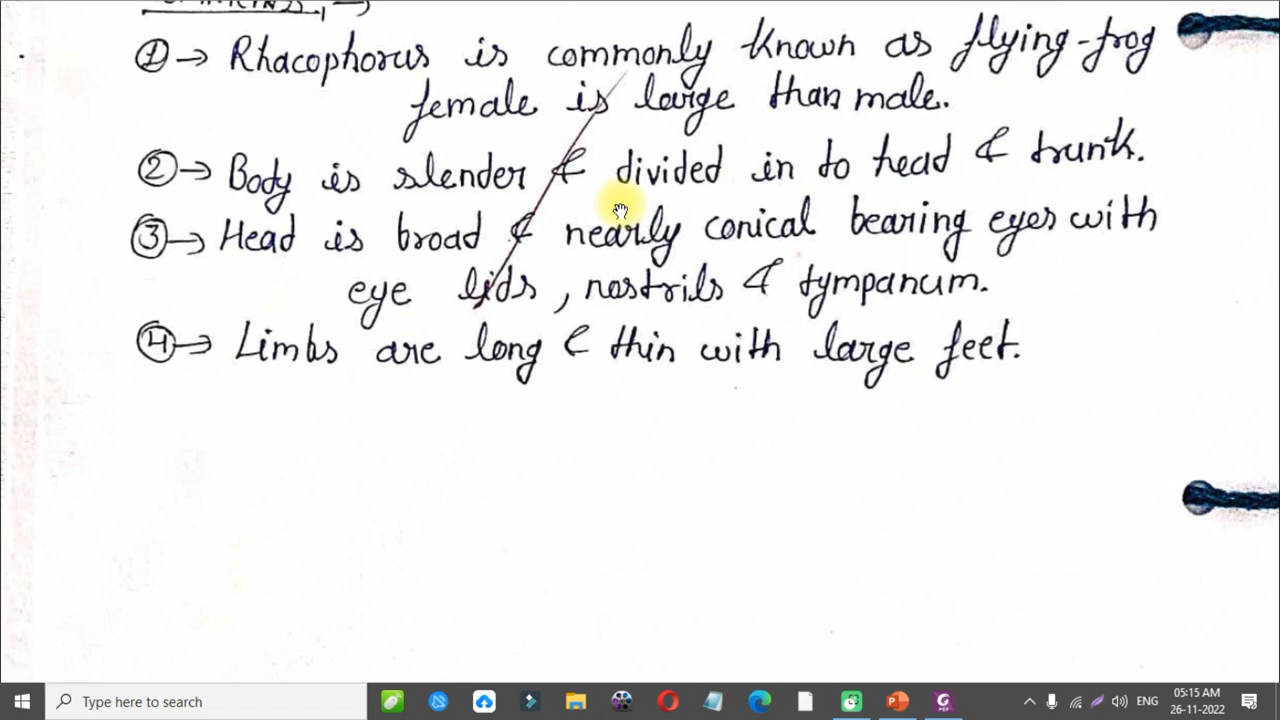 ① → Rhacophorus is commonly known as flying-frog
female is large than male.
② → Body is slender & divided in to head & trunk.
③ → Head is broad & nearly conical bearing eyes with
eye lids, nostrils & tympanum.
④ → Limbs are long & thin with large feet.
Type here to search
ENG
05:15 AM
26-11-2022